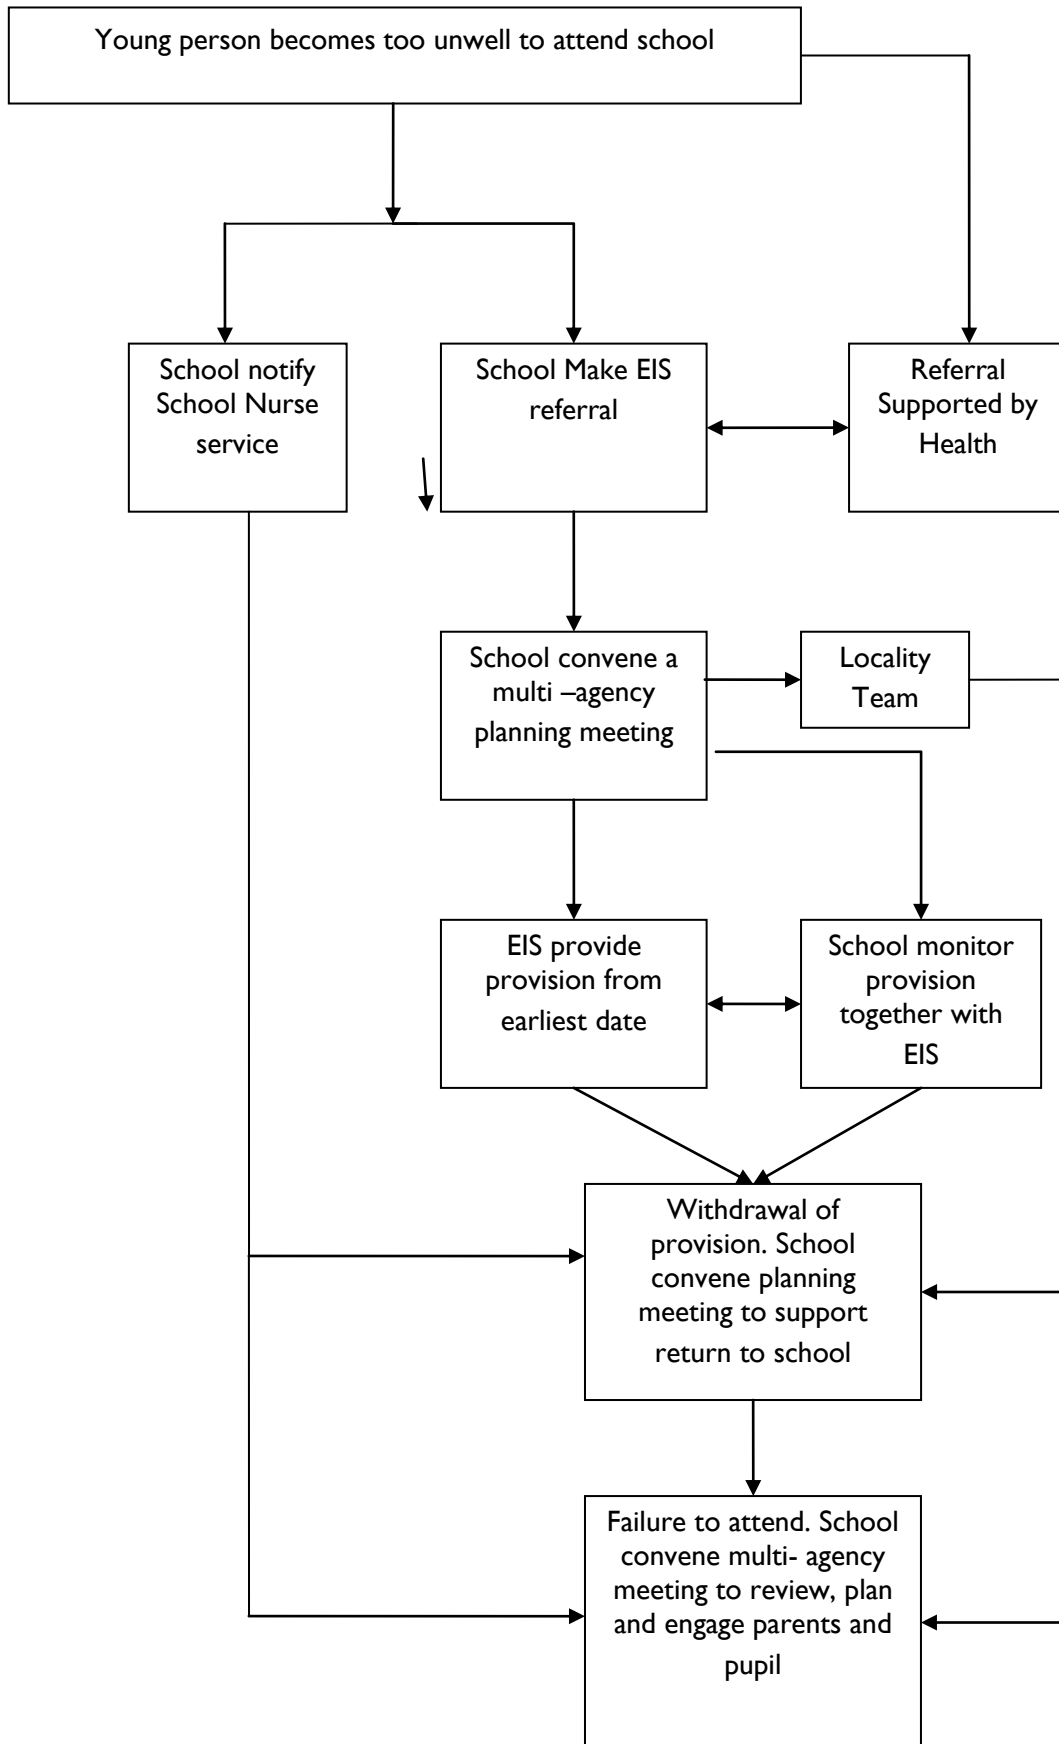 Young person becomes too unwell to attend school
School notify
School Nurse
service
School Make EIS
referral
Referral
Supported by
Health
School convene a
multi –agency
planning meeting
Locality
Team
EIS provide
provision from
earliest date
School monitor
provision
together with
EIS
Withdrawal of
provision. School
convene planning
meeting to support
return to school
Failure to attend. School
convene multi- agency
meeting to review, plan
and engage parents and
pupil